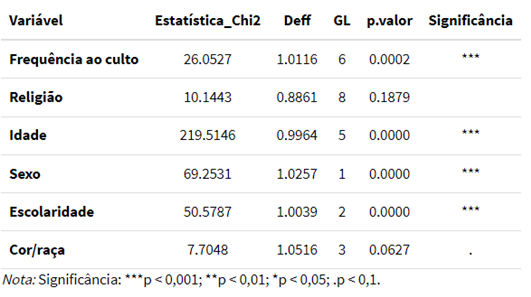 Variável Estatística_Chi2 Deff GL p.valor Significância
Frequência ao culto 26.0527 1.0116 6 0.0002 ***
Religião 10.1443 0.8861 8 0.1879
Idade 219.5146 0.9964 5 0.0000 ***
Sexo 69.2531 1.0257 1 0.0000 ***
Escolaridade 50.5787 1.0039 2 0.0000 ***
Cor/raça 7.7048 1.0516 3 0.0627 .
Nota: Significância: ***p < 0,001; **p < 0,01; *p < 0,05; .p < 0,1.